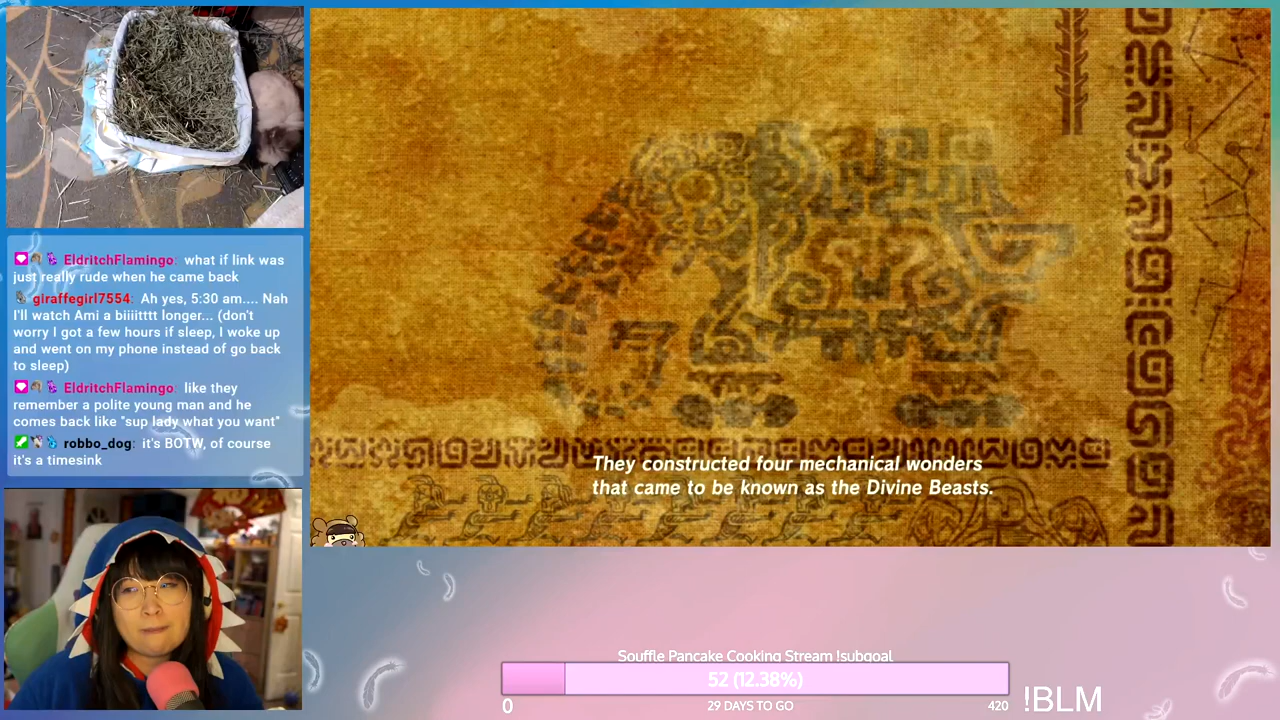 EldritchFlamingo: what if link was
just really rude when he came back
giraffegirl7554: Ah yes, 5:30 am.... Nah
I'll watch Ami a biiiitttt longer... (don't
worry I got a few hours if sleep, I woke up
and went on my phone instead of go back
to sleep)
EldritchFlamingo: like they
remember a polite young man and he
comes back like "sup lady what you want"
robbo_dog: it's BOTW, of course
it's a timesink
They constructed four mechanical wonders
that came to be known as the Divine Beasts.
Souffle Pancake Cooking Stream !subgoal
52 (12.38%)
0
29 DAYS TO GO
420
!BLM